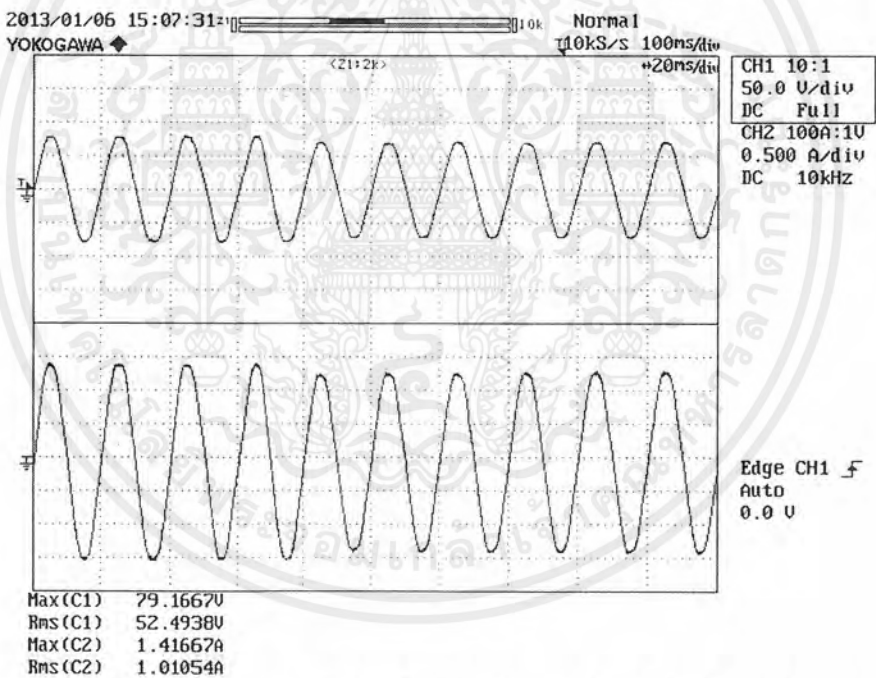 2013/01/06 15:07:31 Z1 10k Normal
YOKOGAWA 10kS/s 100ms/div
<Z1:2k> 20ms/div
CH1 10:1
50.0 V/div
DC Full
CH2 100A:1V
0.500 A/div
DC 10kHz
T
T
Edge CH1
Auto
0.0 V
Max(C1) 79.1667V
Rms(C1) 52.4938V
Max(C2) 1.41667A
Rms(C2) 1.01054A